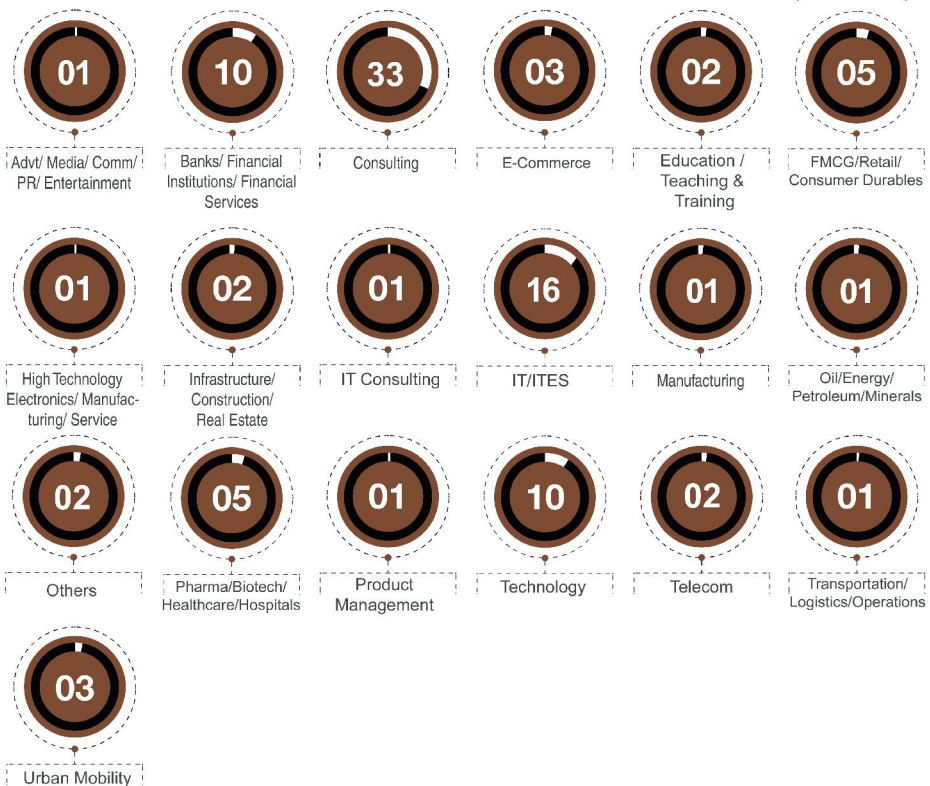 01
10
33
03
02
05
Advt/ Media/ Comm/
PR/ Entertainment
Banks/ Financial
Institutions/ Financial
Services
Consulting
E-Commerce
Education /
Teaching &
Training
FMCG/Retail/
Consumer Durables
01
02
01
16
01
01
High Technology
Electronics/ Manufac-
turing/ Service
Infrastructure/
Construction/
Real Estate
IT Consulting
IT/ITES
Manufacturing
Oil/Energy/
Petroleum/Minerals
02
05
01
10
02
01
Others
Pharma/Biotech/
Healthcare/Hospitals
Product
Management
Technology
Telecom
Transportation/
Logistics/Operations
03
Urban Mobility